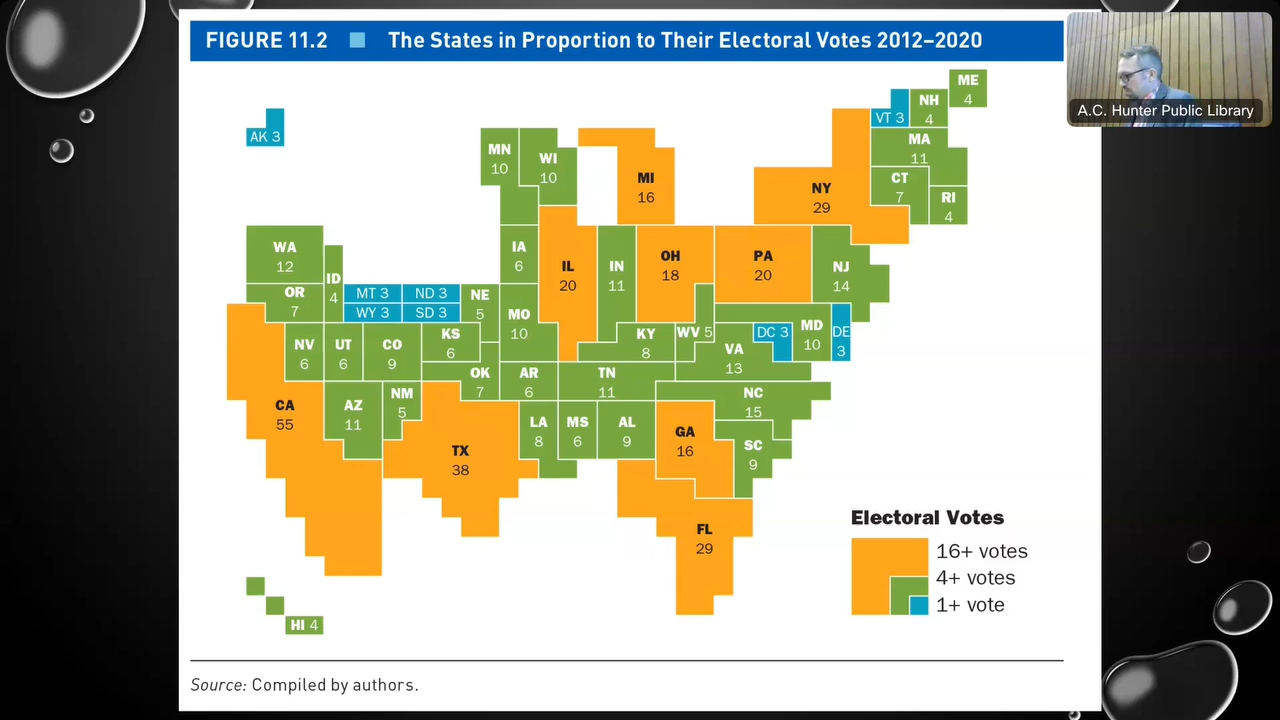 FIGURE 11.2 The States in Proportion to Their Electoral Votes 2012–2020
A.C. Hunter Public Library
ME
4
AK 3
VT 3
NH
4
MN
10
WI
10
MI
16
MA
11
NY
29
CT
7
RI
4
WA
12
ID
4
IA
6
IL
20
IN
11
OH
18
PA
20
NJ
14
OR
7
MT 3
ND 3
WY 3
SD 3
NE
5
MO
10
NV
6
UT
6
CO
9
KS
6
KY
8
WV 5
VA
13
DC 3
MD
10
DE
3
OK
7
AR
6
TN
11
NC
15
CA
55
AZ
11
NM
5
TX
38
LA
8
MS
6
AL
9
GA
16
SC
9
FL
29
HI 4
Electoral Votes
16+ votes
4+ votes
1+ vote
Source: Compiled by authors.